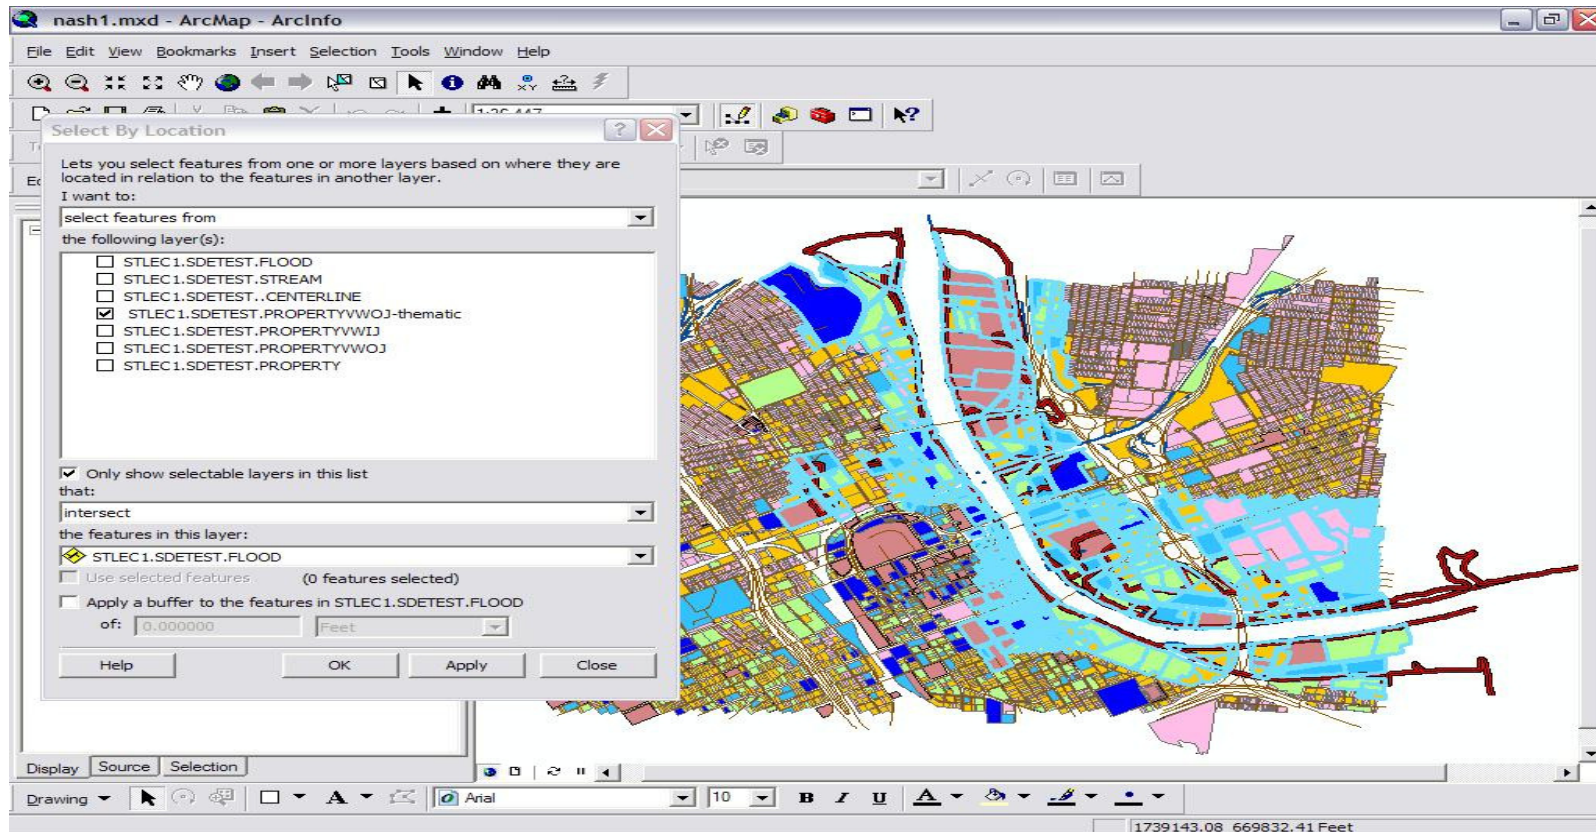 nash1.mxd - ArcMap - ArcInfo
File Edit View Bookmarks Insert Selection Tools Window Help
Select By Location
Lets you select features from one or more layers based on where they are
located in relation to the features in another layer.
I want to:
select features from
the following layer(s):
STLEC1.SDETEST.FLOOD
STLEC1.SDETEST.STREAM
STLEC1.SDETEST..CENTERLINE
STLEC1.SDETEST.PROPERTYVWOJ-thematic
STLEC1.SDETEST.PROPERTYVWIJ
STLEC1.SDETEST.PROPERTYVWOJ
STLEC1.SDETEST.PROPERTY
Only show selectable layers in this list
that:
intersect
the features in this layer:
STLEC1.SDETEST.FLOOD
Use selected features (0 features selected)
Apply a buffer to the features in STLEC1.SDETEST.FLOOD
of: 0.000000 Feet
Help OK Apply Close
Display Source Selection
Drawing A Arial 10 B I U A
1739143.08 669832.41 Feet